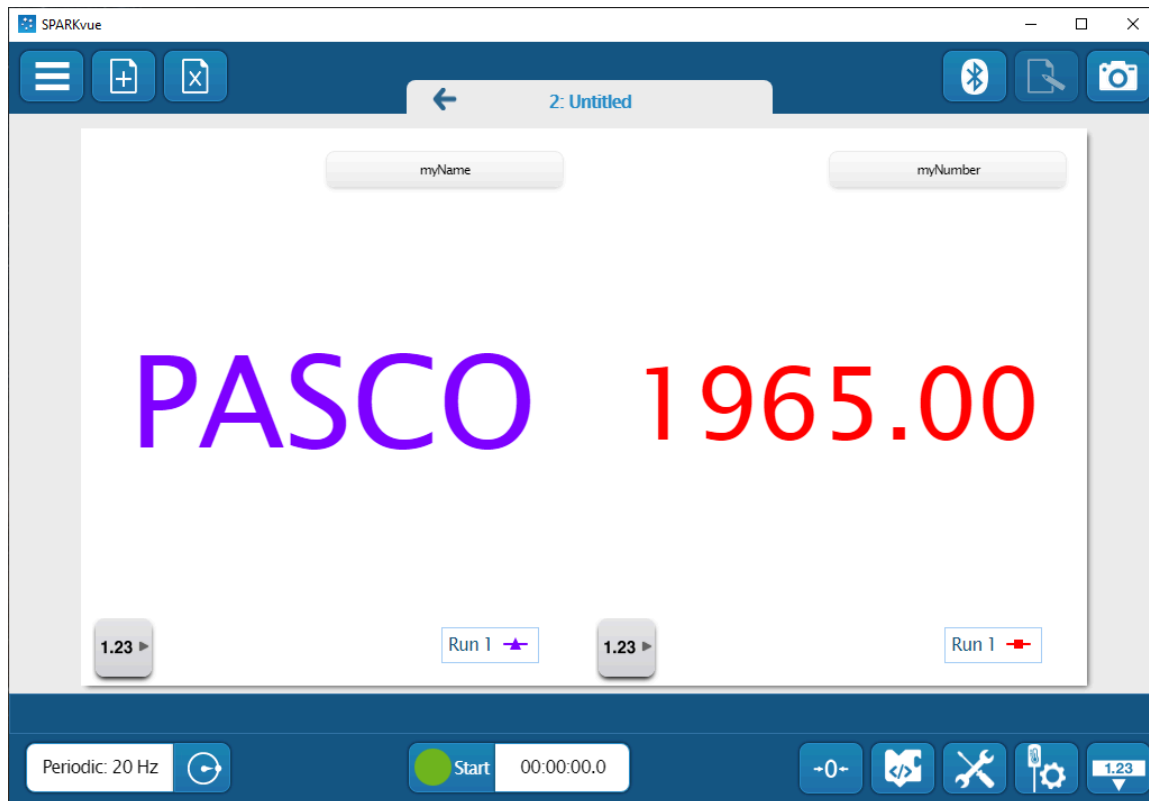 SPARKvue
2: Untitled
myName
myNumber
PASCO
1965.00
1.23
Run 1
1.23
Run 1
Periodic: 20 Hz
Start
00:00:00.0
→0←
</>
1.23